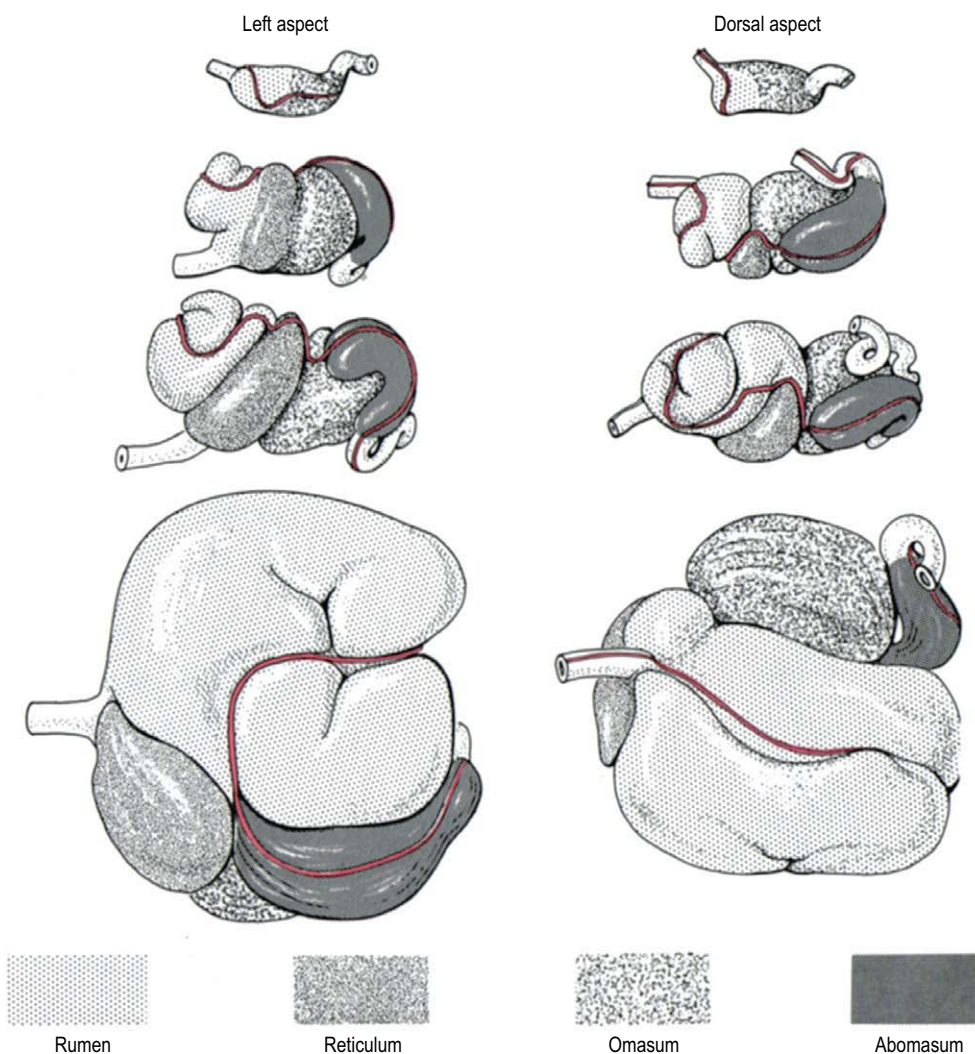 Left aspect
Dorsal aspect
Rumen
Reticulum
Omasum
Abomasum